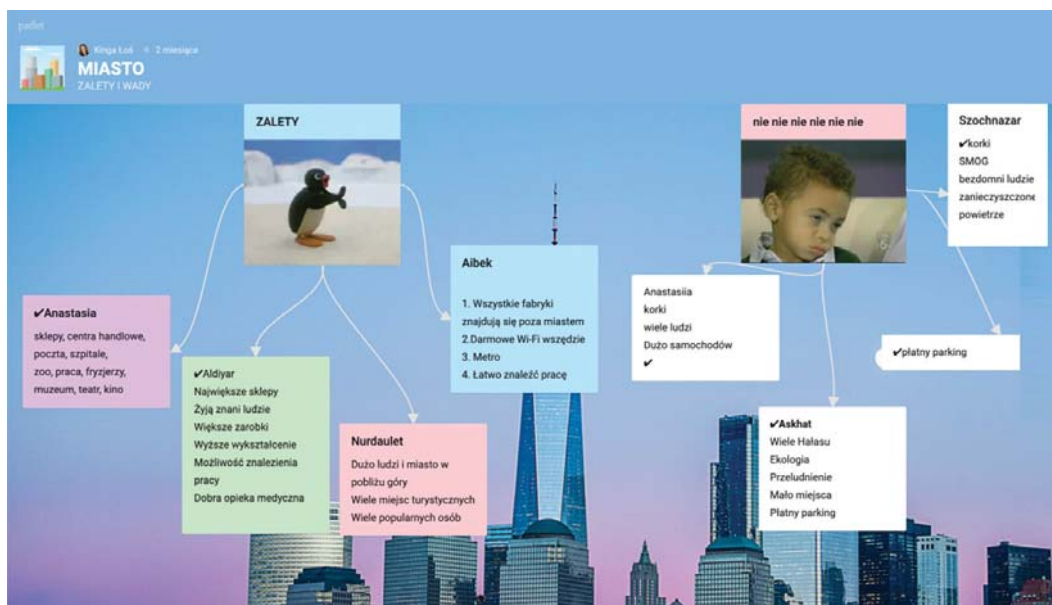 padlet
Kinga Łoś + 2 miesiące
MIASTO
ZALETY I WADY
ZALETY
✔Anastasia
sklepy, centra handlowe,
poczta, szpitale,
zoo, praca, fryzjerzy,
muzeum, teatr, kino
✔Aldiyar
Największe sklepy
Żyją znani ludzie
Większe zarobki
Wyższe wykształcenie
Możliwość znalezienia
pracy
Dobra opieka medyczna
Nurdaulet
Dużo ludzi i miasto w
pobliżu góry
Wiele miejsc turystycznych
Wiele popularnych osób
Aibek
1. Wszystkie fabryki
znajdują się poza miastem
2.Darmowe Wi-Fi wszędzie
3. Metro
4. Łatwo znaleźć pracę
nie nie nie nie nie nie
Anastasiia
korki
wiele ludzi
Dużo samochodów
✔
✔Askhat
Wiele Hałasu
Ekologia
Przeludnienie
Mało miejsca
Płatny parking
✔płatny parking
Szochnazar
✔korki
SMOG
bezdomni ludzie
zanieczyszczone
powietrze